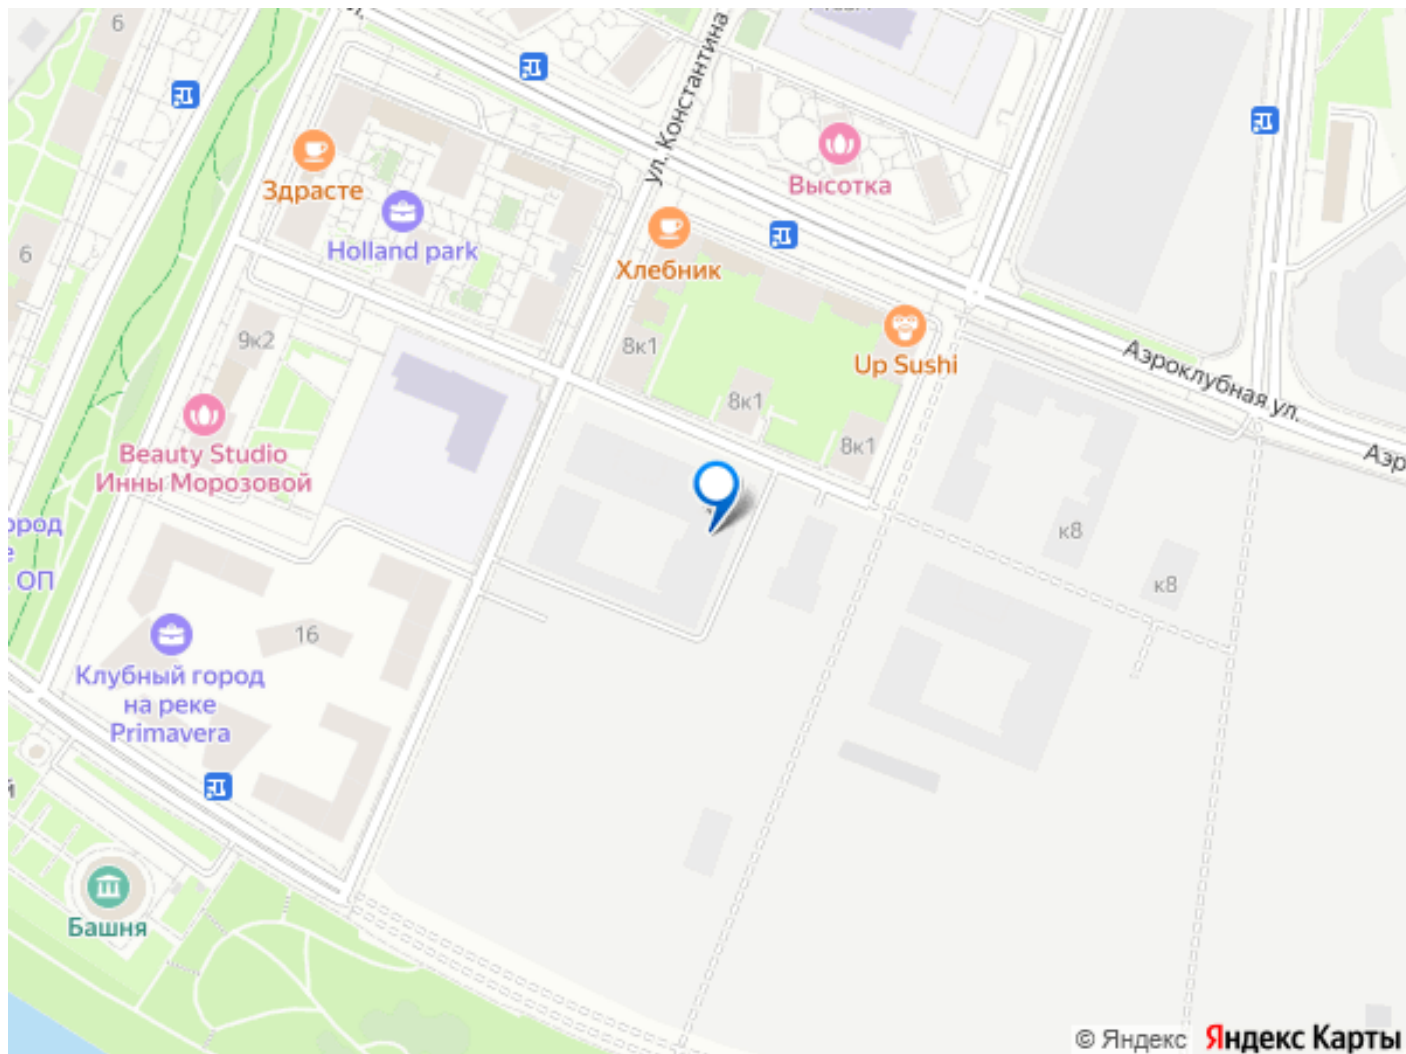 6
ул. Константина
Здрасте
Высотка
Holland park
6
Хлебник
9к2
8к1
Up Sushi
Аэроклубная ул.
8к1
8к1
Beauty Studio
Инны Морозовой
ОП
к8
к8
16
Клубный город
на реке
Primavera
Башня
© Яндекс Яндекс Карты